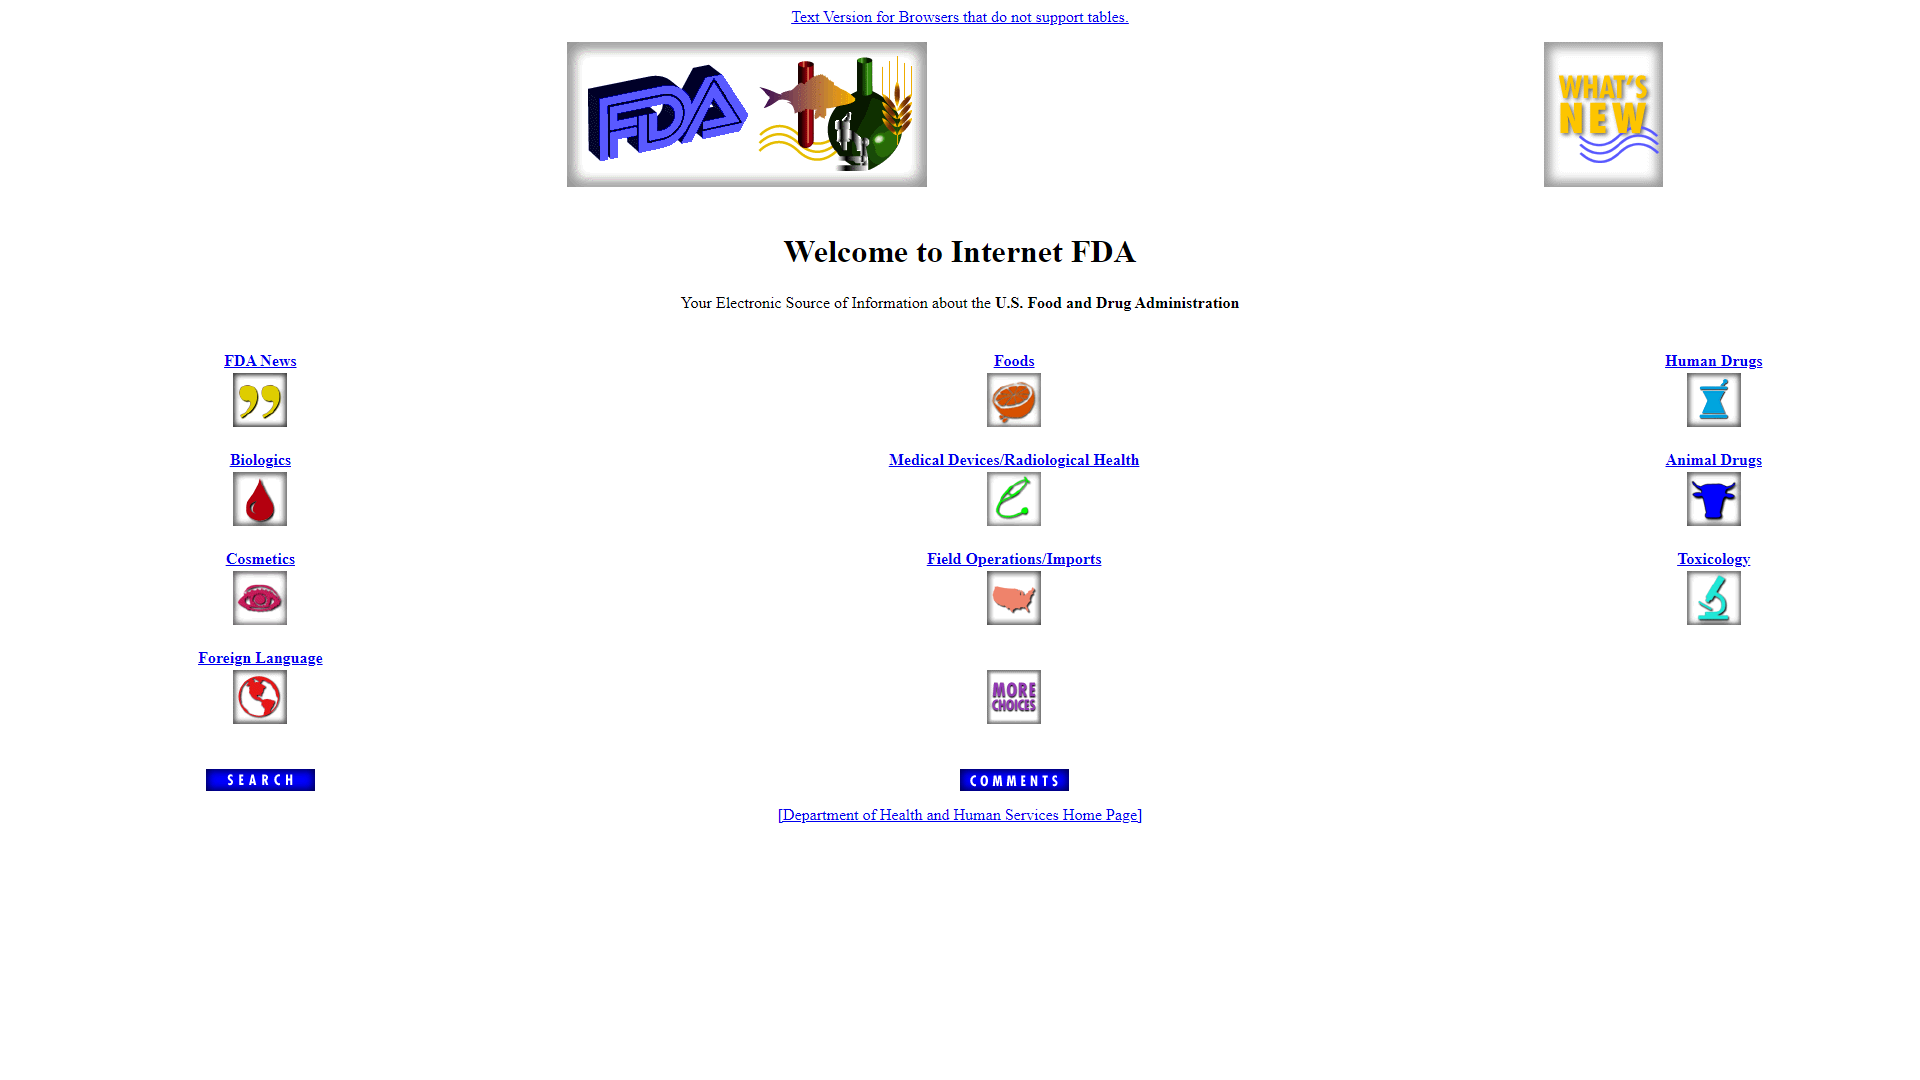 Text Version for Browsers that do not support tables.
FDA
WHAT'S
NEW
Welcome to Internet FDA
Your Electronic Source of Information about the U.S. Food and Drug Administration
FDA News
Foods
Human Drugs
Biologics
Medical Devices/Radiological Health
Animal Drugs
Cosmetics
Field Operations/Imports
Toxicology
Foreign Language
MORE
CHOICES
SEARCH
COMMENTS
[Department of Health and Human Services Home Page]